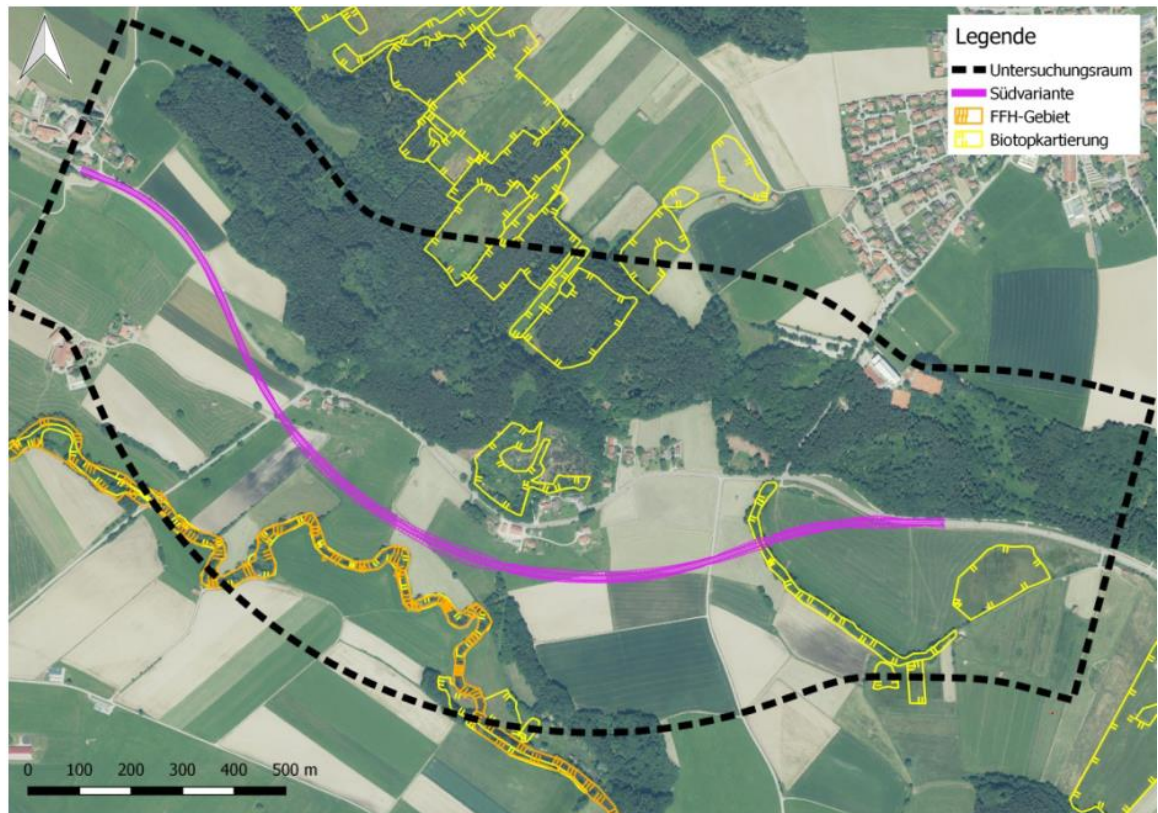 Legende
Untersuchungsraum
Südvariante
FFH-Gebiet
Biotopkartierung
0 100 200 300 400 500 m